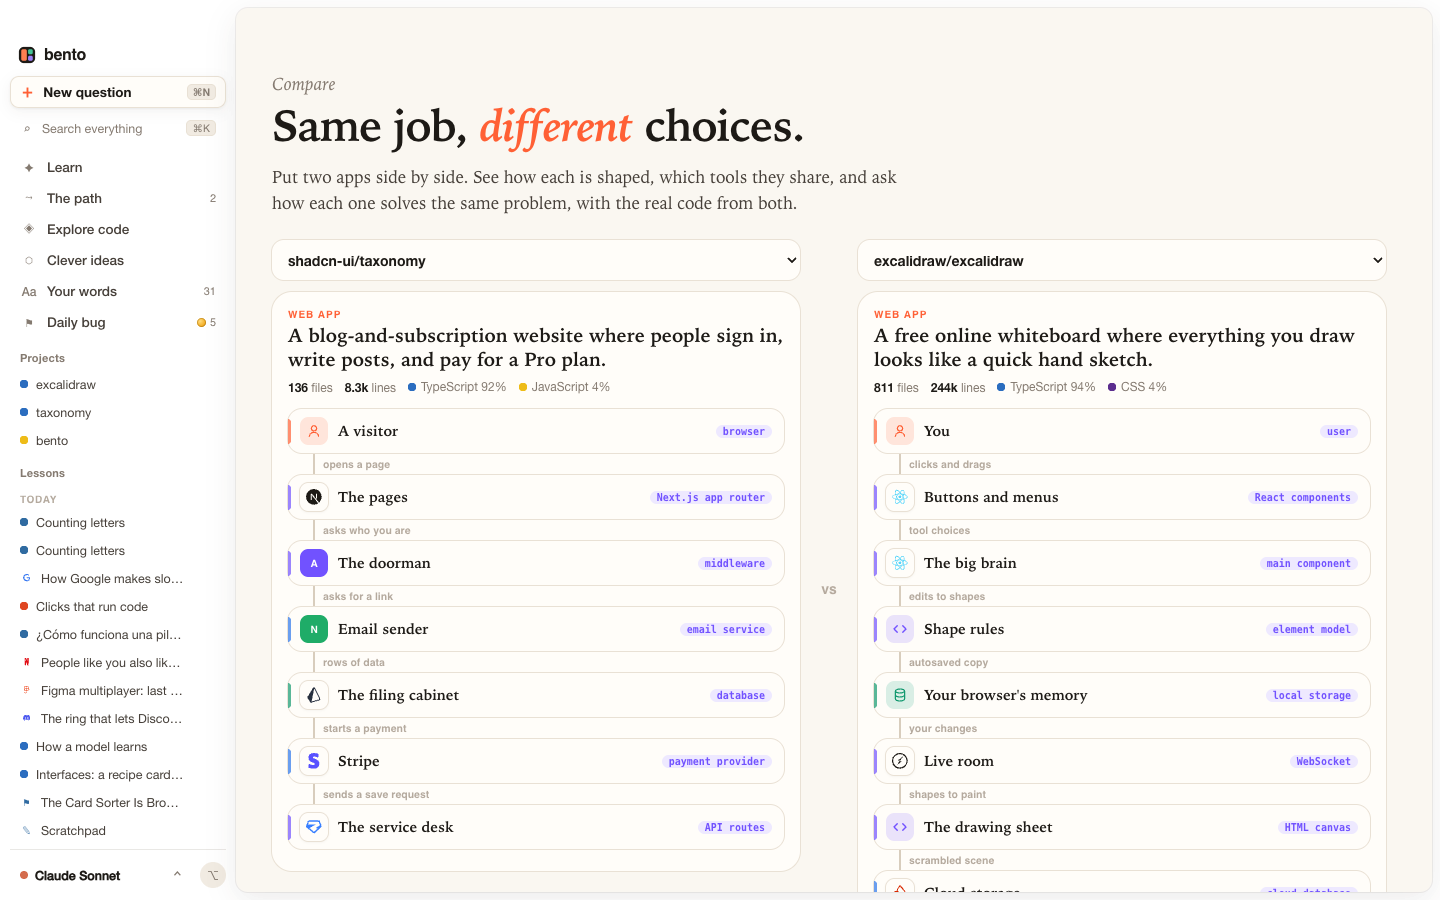 bento
New question ⌘N
Search everything ⌘K
Learn
The path 2
Explore code
Clever ideas
Aa Your words 31
Daily bug 5
Projects
excalidraw
taxonomy
bento
Lessons
TODAY
Counting letters
Counting letters
G How Google makes slo…
Clicks that run code
¿Cómo funciona una pil…
People like you also lik…
Figma multiplayer: last …
The ring that lets Disco…
How a model learns
Interfaces: a recipe card…
The Card Sorter Is Bro…
Scratchpad
Claude Sonnet
Compare
Same job, different choices.
Put two apps side by side. See how each is shaped, which tools they share, and ask
how each one solves the same problem, with the real code from both.
shadcn-ui/taxonomy
WEB APP
A blog-and-subscription website where people sign in,
write posts, and pay for a Pro plan.
136 files 8.3k lines TypeScript 92% JavaScript 4%
A visitor browser
opens a page
N The pages Next.js app router
asks who you are
A The doorman middleware
asks for a link
N Email sender email service
rows of data
The filing cabinet database
starts a payment
S Stripe payment provider
sends a save request
The service desk API routes
vs
excalidraw/excalidraw
WEB APP
A free online whiteboard where everything you draw
looks like a quick hand sketch.
811 files 244k lines TypeScript 94% CSS 4%
You user
clicks and drags
Buttons and menus React components
tool choices
The big brain main component
edits to shapes
Shape rules element model
autosaved copy
Your browser's memory local storage
your changes
Live room WebSocket
shapes to paint
The drawing sheet HTML canvas
scrambled scene
Cloud storage cloud database